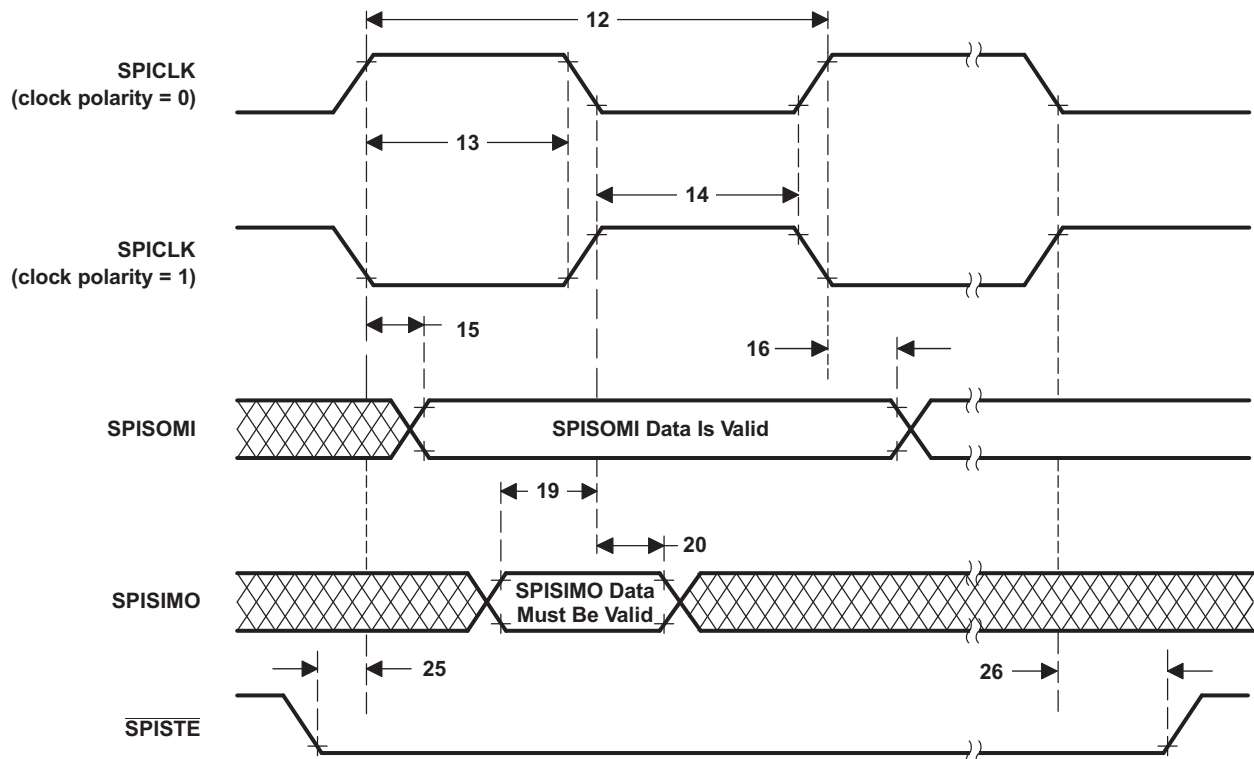 12
SPICLK
(clock polarity = 0)
13
14
SPICLK
(clock polarity = 1)
15
16
SPISOMI
SPISOMI Data Is Valid
19
20
SPISIMO
SPISIMO Data
Must Be Valid
25
26
SPISTE